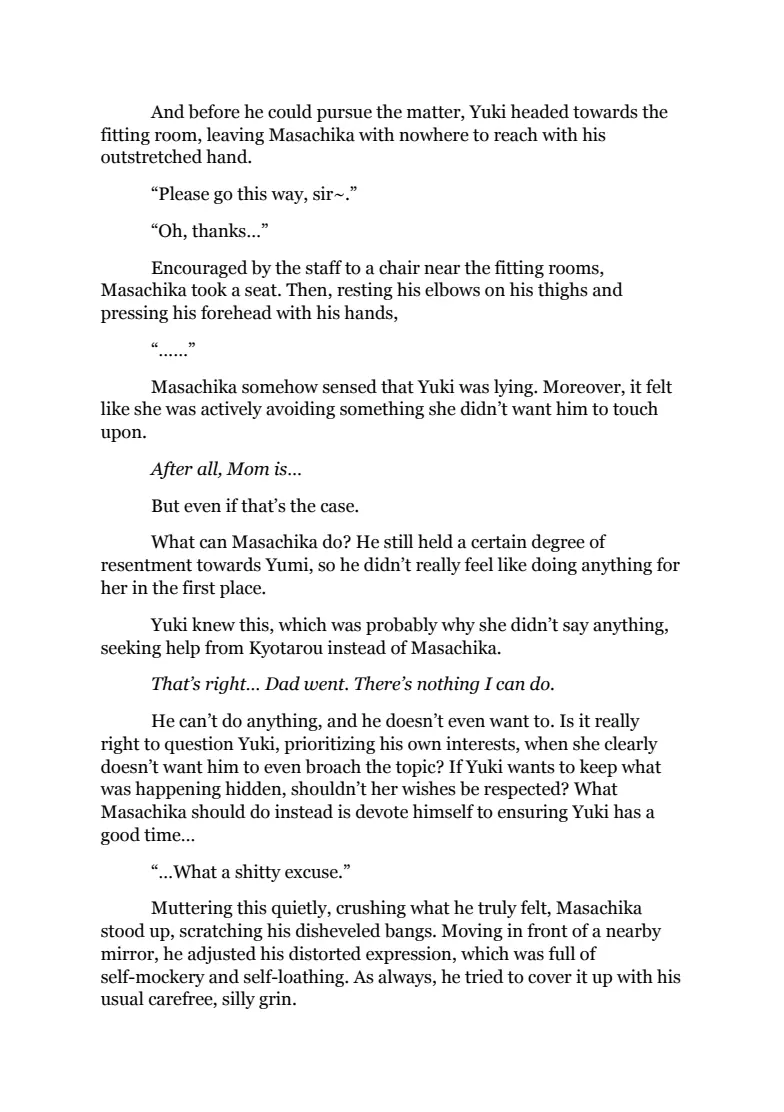 And before he could pursue the matter, Yuki headed towards the
fitting room, leaving Masachika with nowhere to reach with his
outstretched hand.
“Please go this way, sir~.”
“Oh, thanks…”
Encouraged by the staff to a chair near the fitting rooms,
Masachika took a seat. Then, resting his elbows on his thighs and
pressing his forehead with his hands,
“……”
Masachika somehow sensed that Yuki was lying. Moreover, it felt
like she was actively avoiding something she didn’t want him to touch
upon.
After all, Mom is…
But even if that’s the case.
What can Masachika do? He still held a certain degree of
resentment towards Yumi, so he didn’t really feel like doing anything for
her in the first place.
Yuki knew this, which was probably why she didn’t say anything,
seeking help from Kyotarou instead of Masachika.
That’s right… Dad went. There’s nothing I can do.
He can’t do anything, and he doesn’t even want to. Is it really
right to question Yuki, prioritizing his own interests, when she clearly
doesn’t want him to even broach the topic? If Yuki wants to keep what
was happening hidden, shouldn’t her wishes be respected? What
Masachika should do instead is devote himself to ensuring Yuki has a
good time…
“…What a shitty excuse.”
Muttering this quietly, crushing what he truly felt, Masachika
stood up, scratching his disheveled bangs. Moving in front of a nearby
mirror, he adjusted his distorted expression, which was full of
self-mockery and self-loathing. As always, he tried to cover it up with his
usual carefree, silly grin.